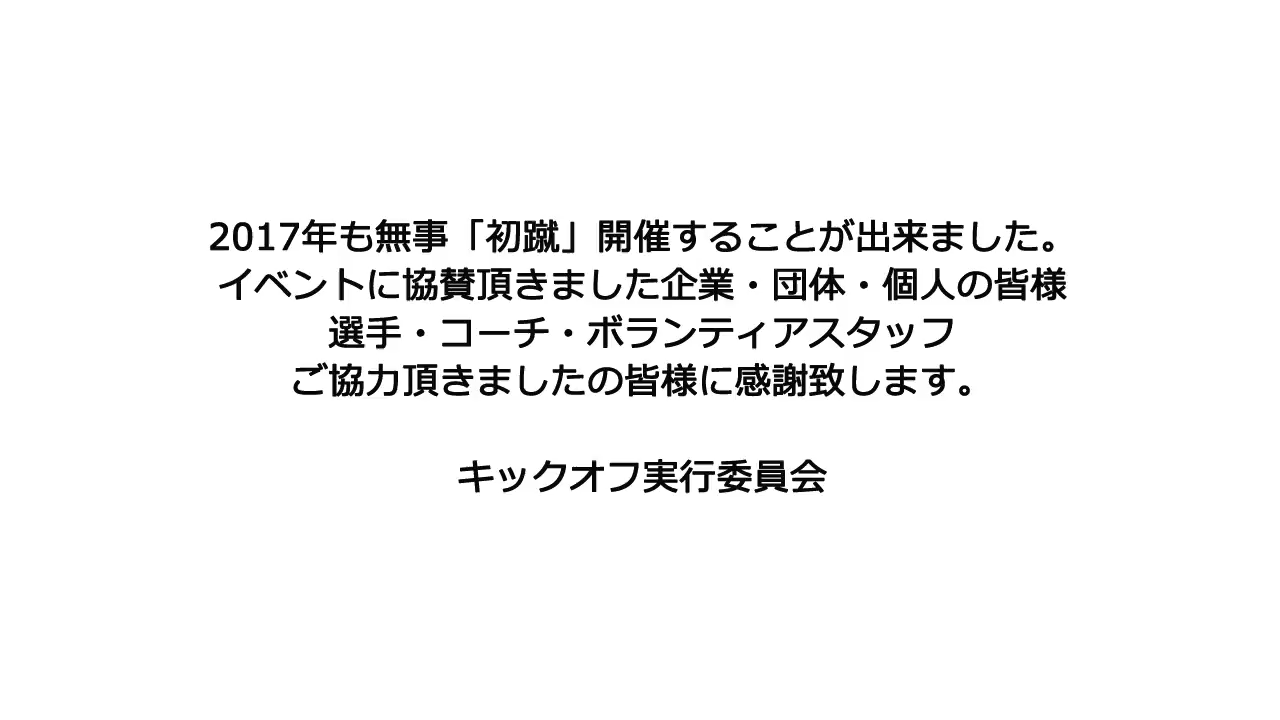 2017年も無事「初蹴」開催することが出来ました。
イベントに協賛頂きました企業・団体・個人の皆様
選手・コーチ・ボランティアスタッフ
ご協力頂きましたの皆様に感謝致します。
キックオフ実行委員会